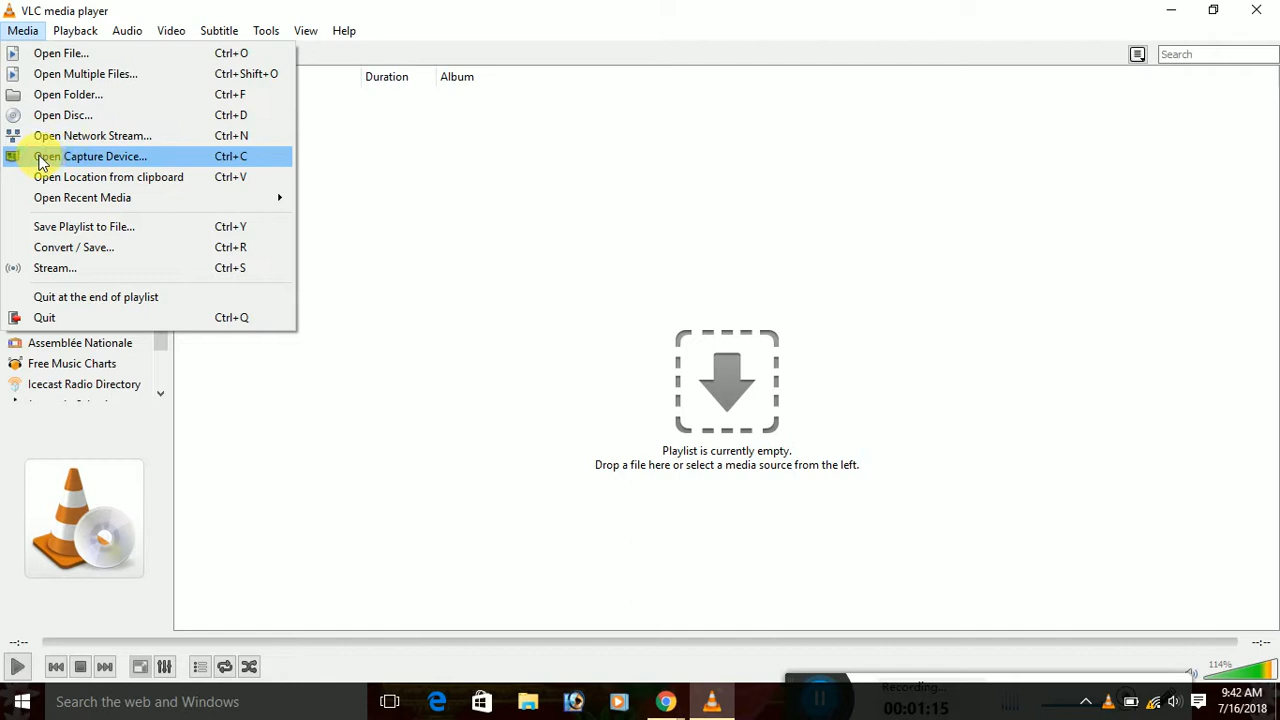 VLC media player
Media Playback Audio Video Subtitle Tools View Help
Open File... Ctrl+O
Open Multiple Files... Ctrl+Shift+O
Open Folder... Ctrl+F
Open Disc... Ctrl+D
Open Network Stream... Ctrl+N
Open Capture Device... Ctrl+C
Open Location from clipboard Ctrl+V
Open Recent Media
Save Playlist to File... Ctrl+Y
Convert / Save... Ctrl+R
Stream... Ctrl+S
Quit at the end of playlist
Quit Ctrl+Q
Search
Duration Album
Assemblée Nationale
Free Music Charts
Icecast Radio Directory
Playlist is currently empty.
Drop a file here or select a media source from the left.
--:-- --:--
114%
Search the web and Windows
Recording...
00:01:15
9:42 AM
7/16/2018